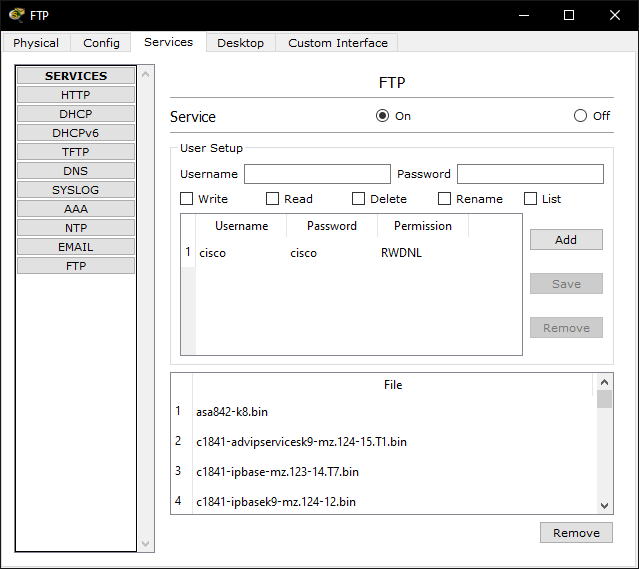 FTP
Physical Config Services Desktop Custom Interface
SERVICES
HTTP
DHCP
DHCPv6
TFTP
DNS
SYSLOG
AAA
NTP
EMAIL
FTP
FTP
Service On Off
User Setup
Username Password
Write Read Delete Rename List
Username Password Permission
1 cisco cisco RWDNL
Add
Save
Remove
File
1 asa842-k8.bin
2 c1841-advipservicesk9-mz.124-15.T1.bin
3 c1841-ipbase-mz.123-14.T7.bin
4 c1841-ipbasek9-mz.124-12.bin
Remove